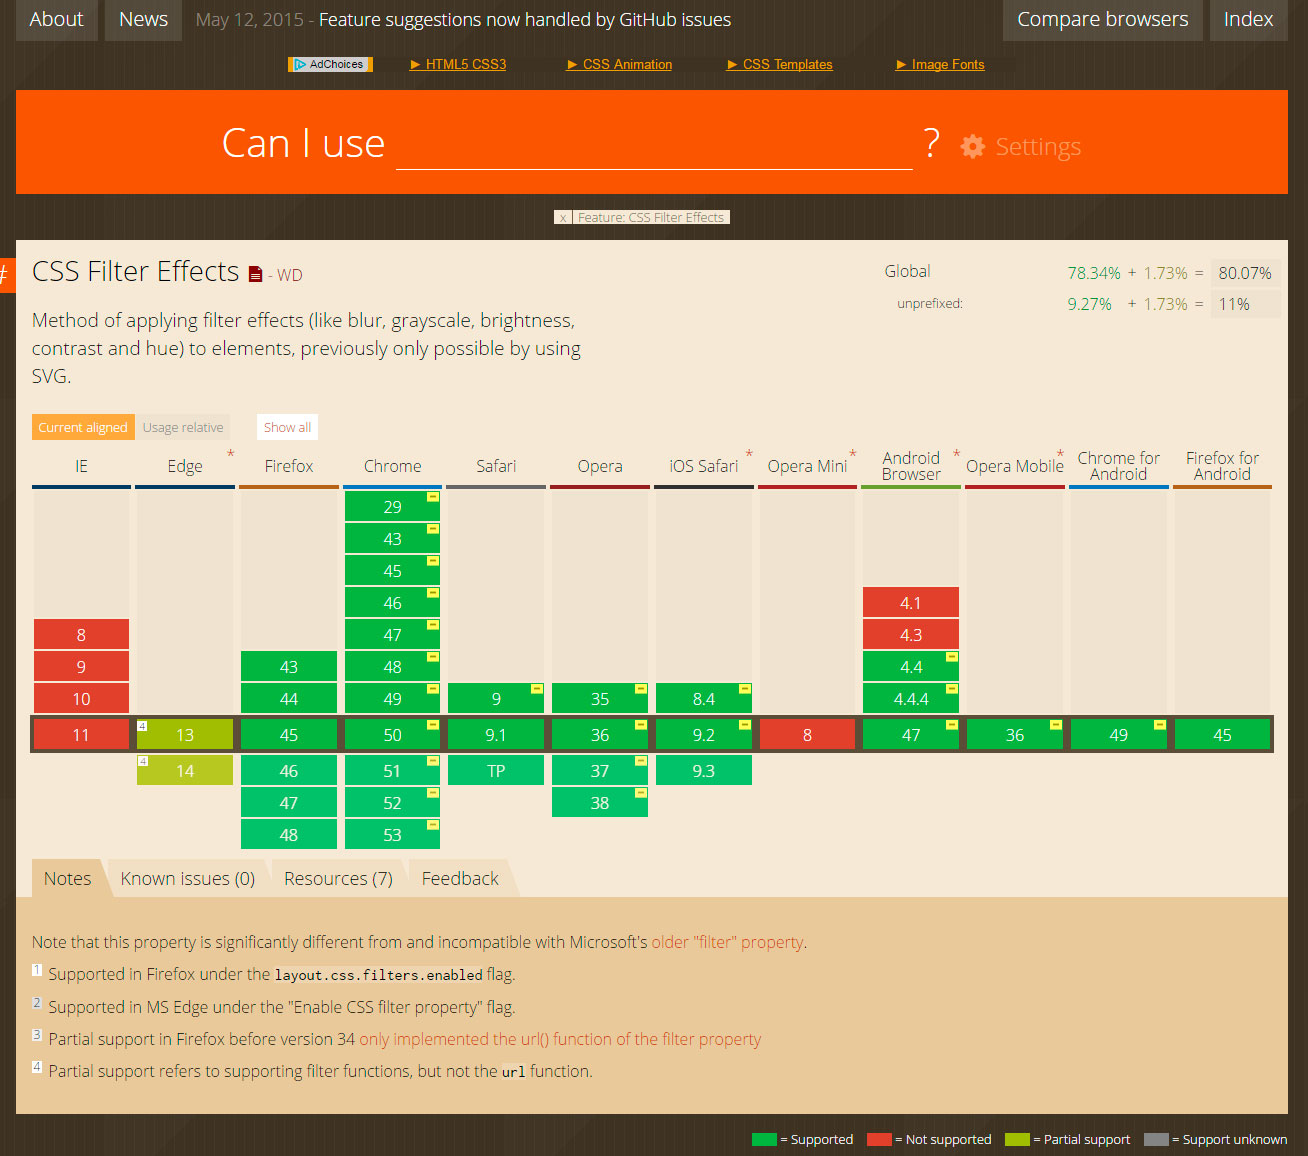 About News May 12, 2015 - Feature suggestions now handled by GitHub issues Compare browsers Index
AdChoices ► HTML5 CSS3 ► CSS Animation ► CSS Templates ► Image Fonts
Can I use ? Settings
x Feature: CSS Filter Effects
#
CSS Filter Effects - WD
Global 78.34% + 1.73% = 80.07%
unprefixed: 9.27% + 1.73% = 11%
Method of applying filter effects (like blur, grayscale, brightness,
contrast and hue) to elements, previously only possible by using
SVG.
Current aligned Usage relative Show all
IE Edge * Firefox Chrome Safari Opera iOS Safari * Opera Mini * Android Browser * Opera Mobile * Chrome for Android Firefox for Android
29 -
43 -
45 -
46 - 4.1
8 47 - 4.3
9 43 48 - 4.4 -
10 44 49 - 9 - 35 - 8.4 - 4.4.4 -
11 4 13 45 50 - 9.1 36 - 9.2 - 8 47 - 36 - 49 - 45
4 14 46 51 - TP 37 - 9.3
47 52 - 38 -
48 53 -
Notes Known issues (0) Resources (7) Feedback
Note that this property is significantly different from and incompatible with Microsoft's older "filter" property.
1 Supported in Firefox under the layout.css.filters.enabled flag.
2 Supported in MS Edge under the "Enable CSS filter property" flag.
3 Partial support in Firefox before version 34 only implemented the url() function of the filter property
4 Partial support refers to supporting filter functions, but not the url function.
= Supported = Not supported = Partial support = Support unknown